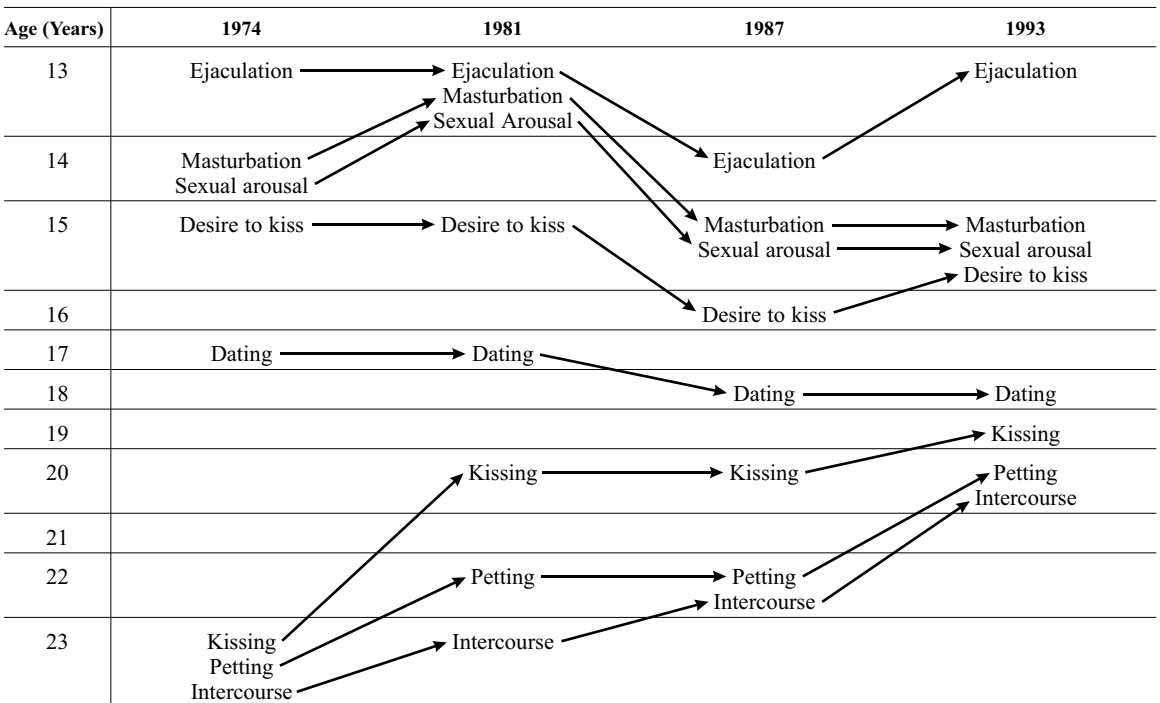 Age (Years) 1974 1981 1987 1993
13 Ejaculation Ejaculation Ejaculation
Masturbation
Sexual Arousal
14 Masturbation Ejaculation
Sexual arousal
15 Desire to kiss Desire to kiss Masturbation Masturbation
Sexual arousal Sexual arousal
Desire to kiss
16 Desire to kiss
17 Dating Dating
18 Dating Dating
19 Kissing
20 Kissing Kissing Petting
Intercourse
21
22 Petting Petting
Intercourse
23 Kissing Intercourse
Petting
Intercourse